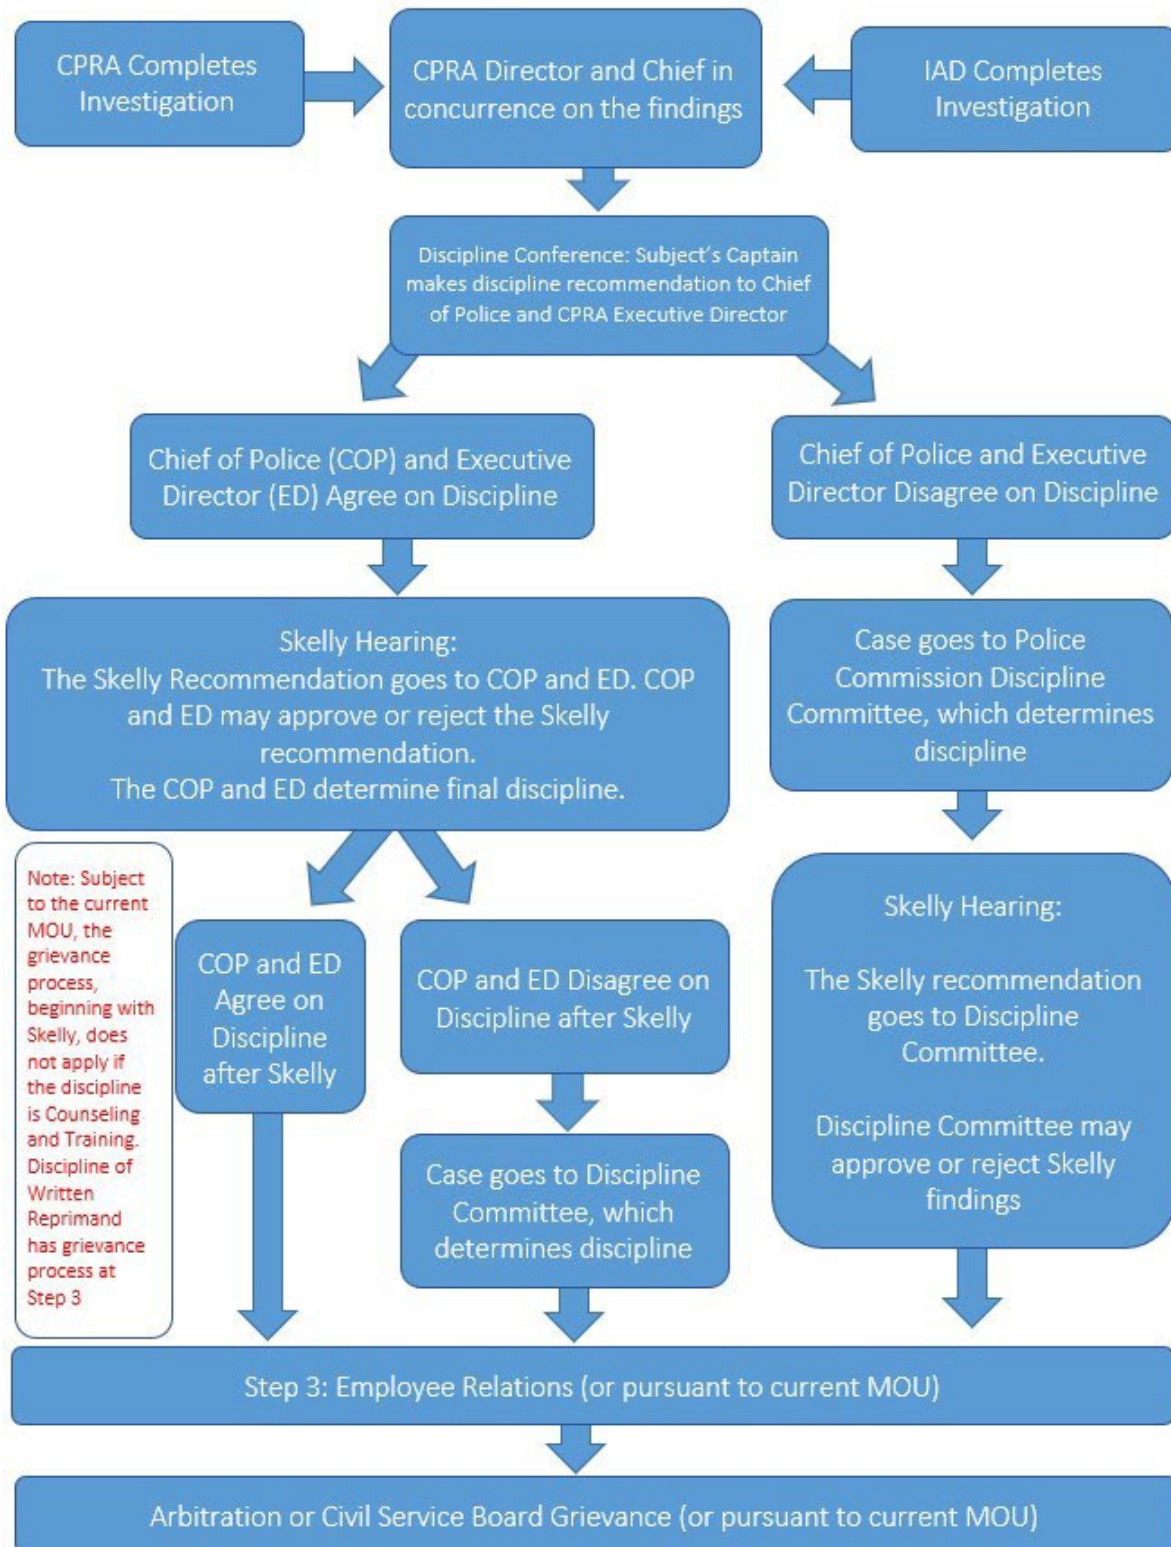 CPRA Completes
Investigation
CPRA Director and Chief in
concurrence on the findings
IAD Completes
Investigation
Discipline Conference: Subject's Captain
makes discipline recommendation to Chief
of Police and CPRA Executive Director
Chief of Police (COP) and Executive
Director (ED) Agree on Discipline
Chief of Police and Executive
Director Disagree on Discipline
Skelly Hearing:
The Skelly Recommendation goes to COP and ED. COP
and ED may approve or reject the Skelly
recommendation.
The COP and ED determine final discipline.
Case goes to Police
Commission Discipline
Committee, which determines
discipline
Note: Subject
to the current
MOU, the
grievance
process,
beginning with
Skelly, does
not apply if
the discipline
is Counseling
and Training.
Discipline of
Written
Reprimand
has grievance
process at
Step 3
COP and ED
Agree on
Discipline
after Skelly
COP and ED Disagree on
Discipline after Skelly
Case goes to Discipline
Committee, which
determines discipline
Skelly Hearing:
The Skelly recommendation
goes to Discipline
Committee.
Discipline Committee may
approve or reject Skelly
findings
Step 3: Employee Relations (or pursuant to current MOU)
Arbitration or Civil Service Board Grievance (or pursuant to current MOU)